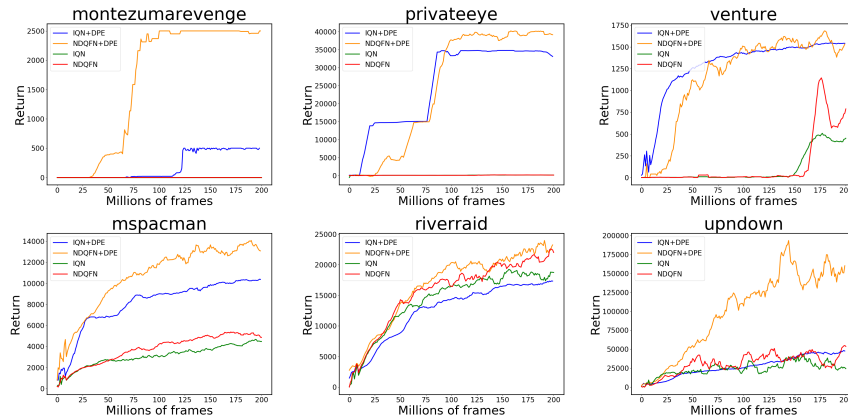 montezumarevenge
IQN+DPE
NDQFN+DPE
IQN
NDQFN
Return
2500
2000
1500
1000
500
0
0 25 50 75 100 125 150 175 200
Millions of frames
privateeye
IQN+DPE
NDQFN+DPE
IQN
NDQFN
Return
40000
35000
30000
25000
20000
15000
10000
5000
0
0 25 50 75 100 125 150 175 200
Millions of frames
venture
IQN+DPE
NDQFN+DPE
IQN
NDQFN
Return
1750
1500
1250
1000
750
500
250
0
0 25 50 75 100 125 150 175 200
Millions of frames
mspacman
IQN+DPE
NDQFN+DPE
IQN
NDQFN
Return
14000
12000
10000
8000
6000
4000
2000
0
0 25 50 75 100 125 150 175 200
Millions of frames
riverraid
IQN+DPE
NDQFN+DPE
IQN
NDQFN
Return
25000
20000
15000
10000
5000
0
0 25 50 75 100 125 150 175 200
Millions of frames
upndown
IQN+DPE
NDQFN+DPE
IQN
NDQFN
Return
200000
175000
150000
125000
100000
75000
50000
25000
0
0 25 50 75 100 125 150 175 200
Millions of frames